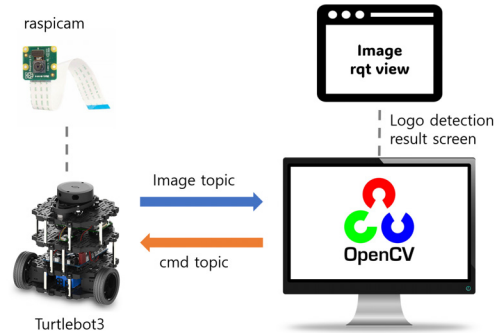 raspicam
Image
rqt view
Logo detection
result screen
Image topic
cmd topic
OpenCV
Turtlebot3